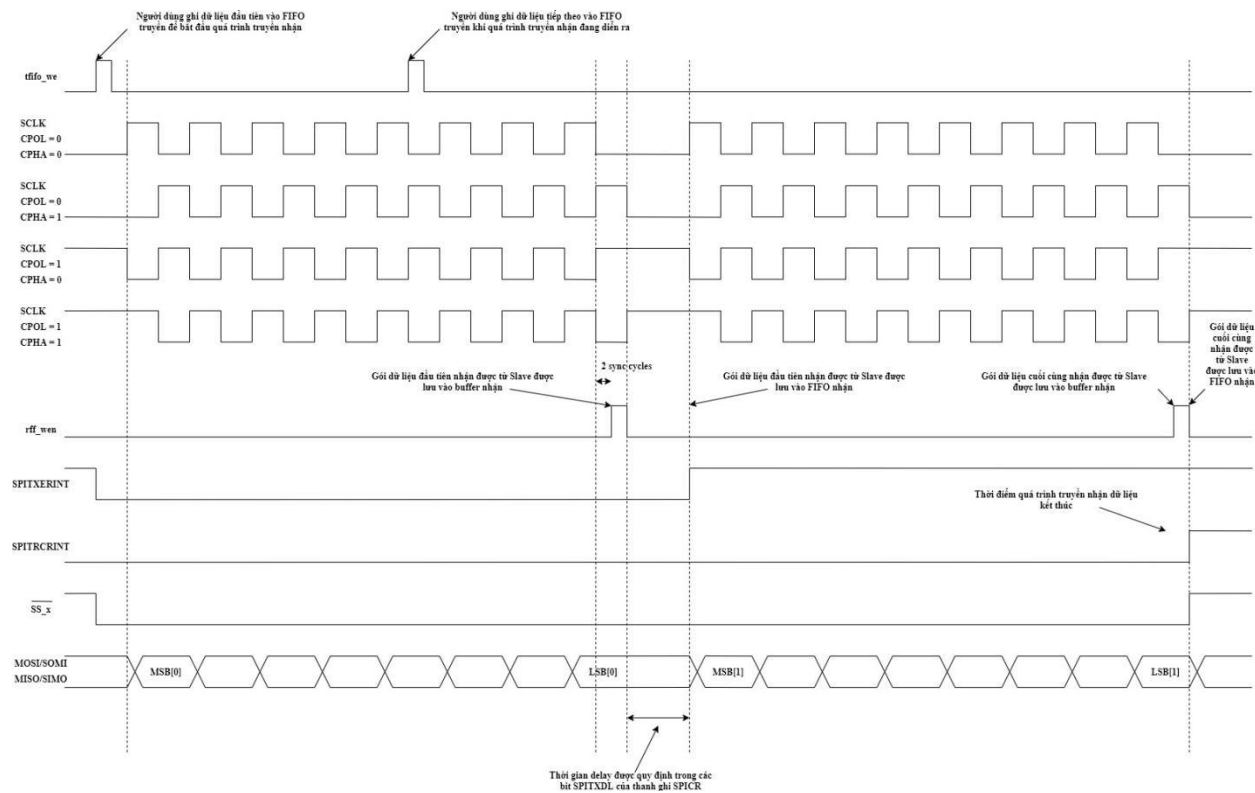 Người dùng ghi dữ liệu đầu tiên vào FIFO
truyền để bắt đầu quá trình truyền nhận
Người dùng ghi dữ liệu tiếp theo vào FIFO
truyền khi quá trình truyền nhận đang diễn ra
tfifo_we
SCLK
CPOL = 0
CPHA = 0
SCLK
CPOL = 0
CPHA = 1
SCLK
CPOL = 1
CPHA = 0
SCLK
CPOL = 1
CPHA = 1
2 sync cycles
Gói dữ liệu đầu tiên nhận được từ Slave được
lưu vào buffer nhận
Gói dữ liệu đầu tiên nhận được từ Slave được
lưu vào FIFO nhận
Gói dữ liệu cuối cùng nhận được từ Slave
được lưu vào buffer nhận
Gói dữ liệu
cuối cùng
nhận được
từ Slave
được lưu vào
FIFO nhận
rff_wen
SPITXERINT
Thời điểm quá trình truyền nhận dữ liệu
kết thúc
SPITRCRINT
SS_x
MOSI/SOMI
MISO/SIMO
MSB[0]
LSB[0]
MSB[1]
LSB[1]
Thời gian delay được quy định trong các
bit SPITXDL của thanh ghi SPICR